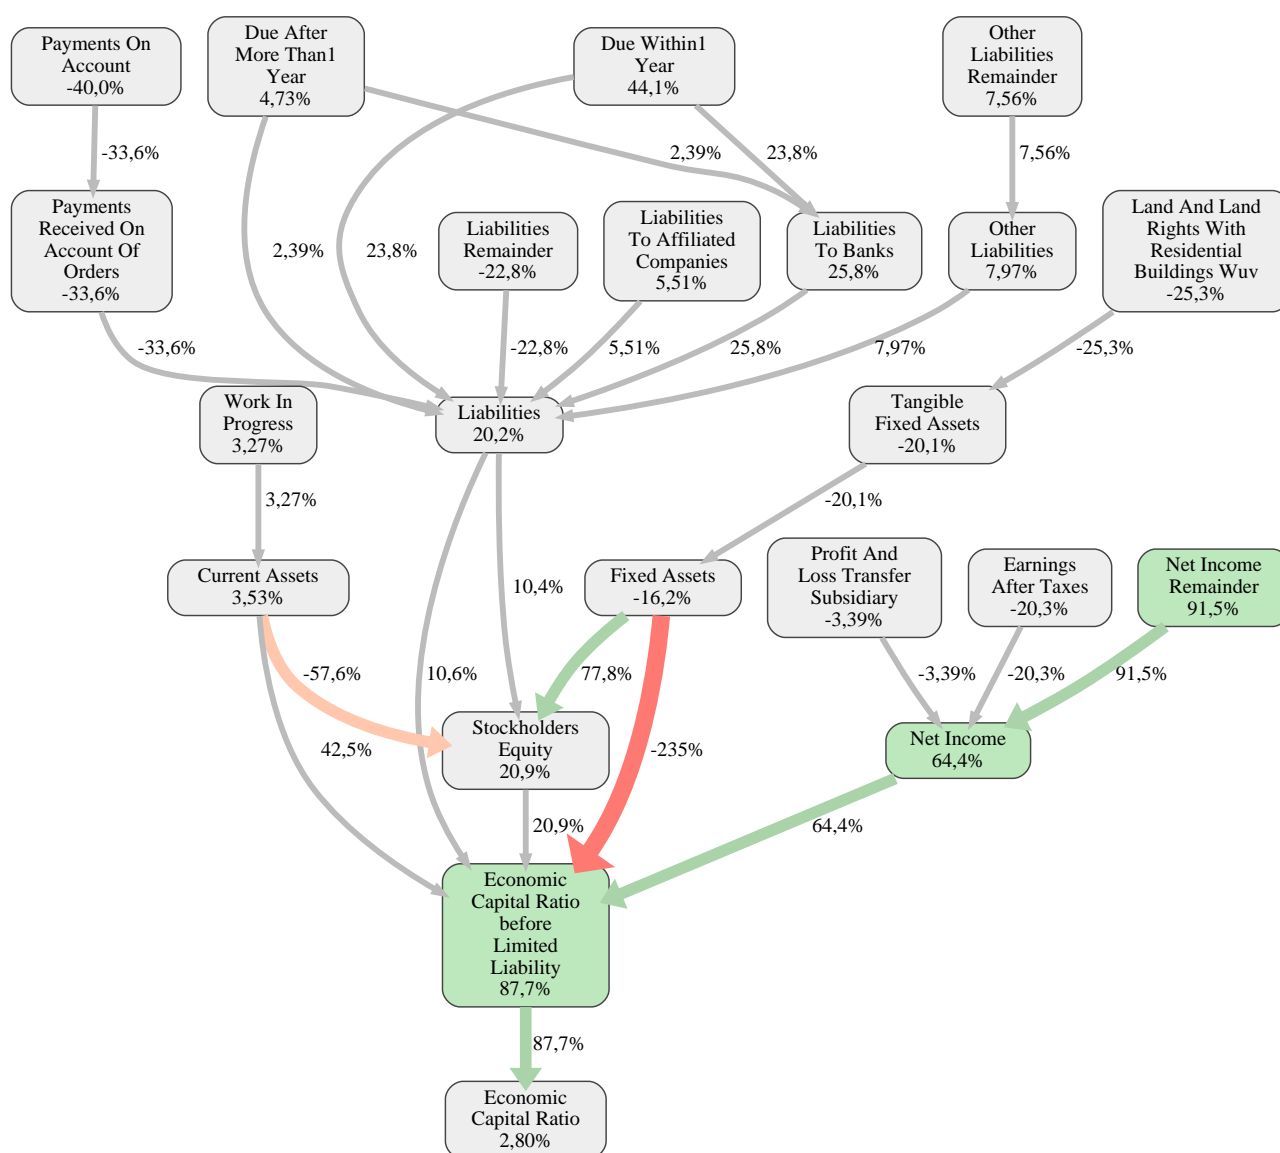 Payments On
Account
-40,0%
Due After
More Than1
Year
4,73%
Due Within1
Year
44,1%
Other
Liabilities
Remainder
7,56%
-33,6%
2,39%
23,8%
7,56%
Payments
Received On
Account Of
Orders
-33,6%
2,39%
23,8%
Liabilities
Remainder
-22,8%
Liabilities
To Affiliated
Companies
5,51%
Liabilities
To Banks
25,8%
Other
Liabilities
7,97%
Land And Land
Rights With
Residential
Buildings Wuv
-25,3%
-33,6%
-22,8%
5,51%
25,8%
7,97%
-25,3%
Work In
Progress
3,27%
Liabilities
20,2%
Tangible
Fixed Assets
-20,1%
3,27%
-20,1%
Current Assets
3,53%
10,4%
Fixed Assets
-16,2%
Profit And
Loss Transfer
Subsidiary
-3,39%
Earnings
After Taxes
-20,3%
Net Income
Remainder
91,5%
-57,6%
10,6%
77,8%
-3,39%
-20,3%
91,5%
42,5%
Stockholders
Equity
20,9%
-235%
Net Income
64,4%
20,9%
64,4%
Economic
Capital Ratio
before
Limited
Liability
87,7%
87,7%
Economic
Capital Ratio
2,80%